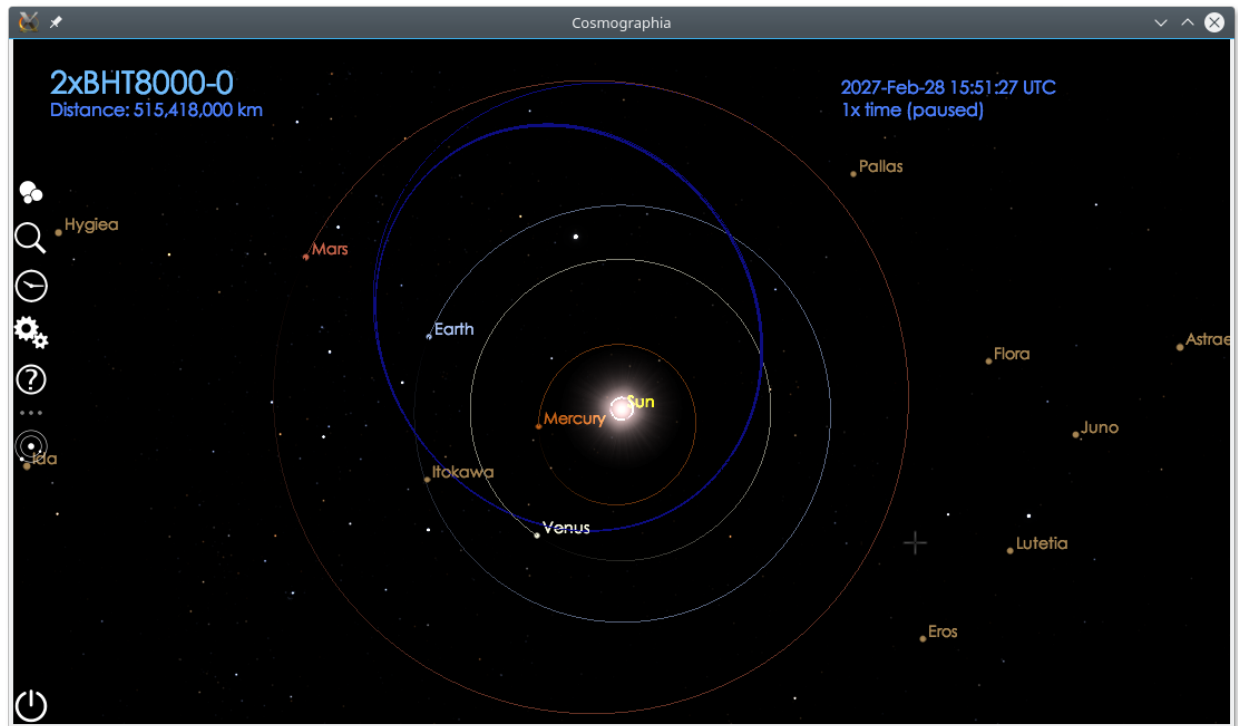 Cosmographia
2xBHT8000-0
Distance: 515,418,000 km
2027-Feb-28 15:51:27 UTC
1x time (paused)
Pallas
Hygiea
Mars
Earth
Flora
Astrae
Sun
Mercury
Juno
Ida
Itokawa
Venus
Lutetia
Eros